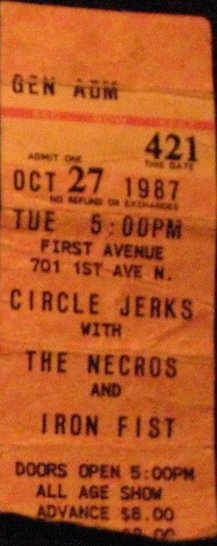 GEN ADM
421
ADMIT ONE
THIS DATE
OCT 27 1987
NO REFUND OR EXCHANGES
TUE 5:00PM
FIRST AVENUE
701 1ST AVE N.
CIRCLE JERKS
WITH
THE NECROS
AND
IRON FIST
DOORS OPEN 5:00PM
ALL AGE SHOW
ADVANCE $6.00